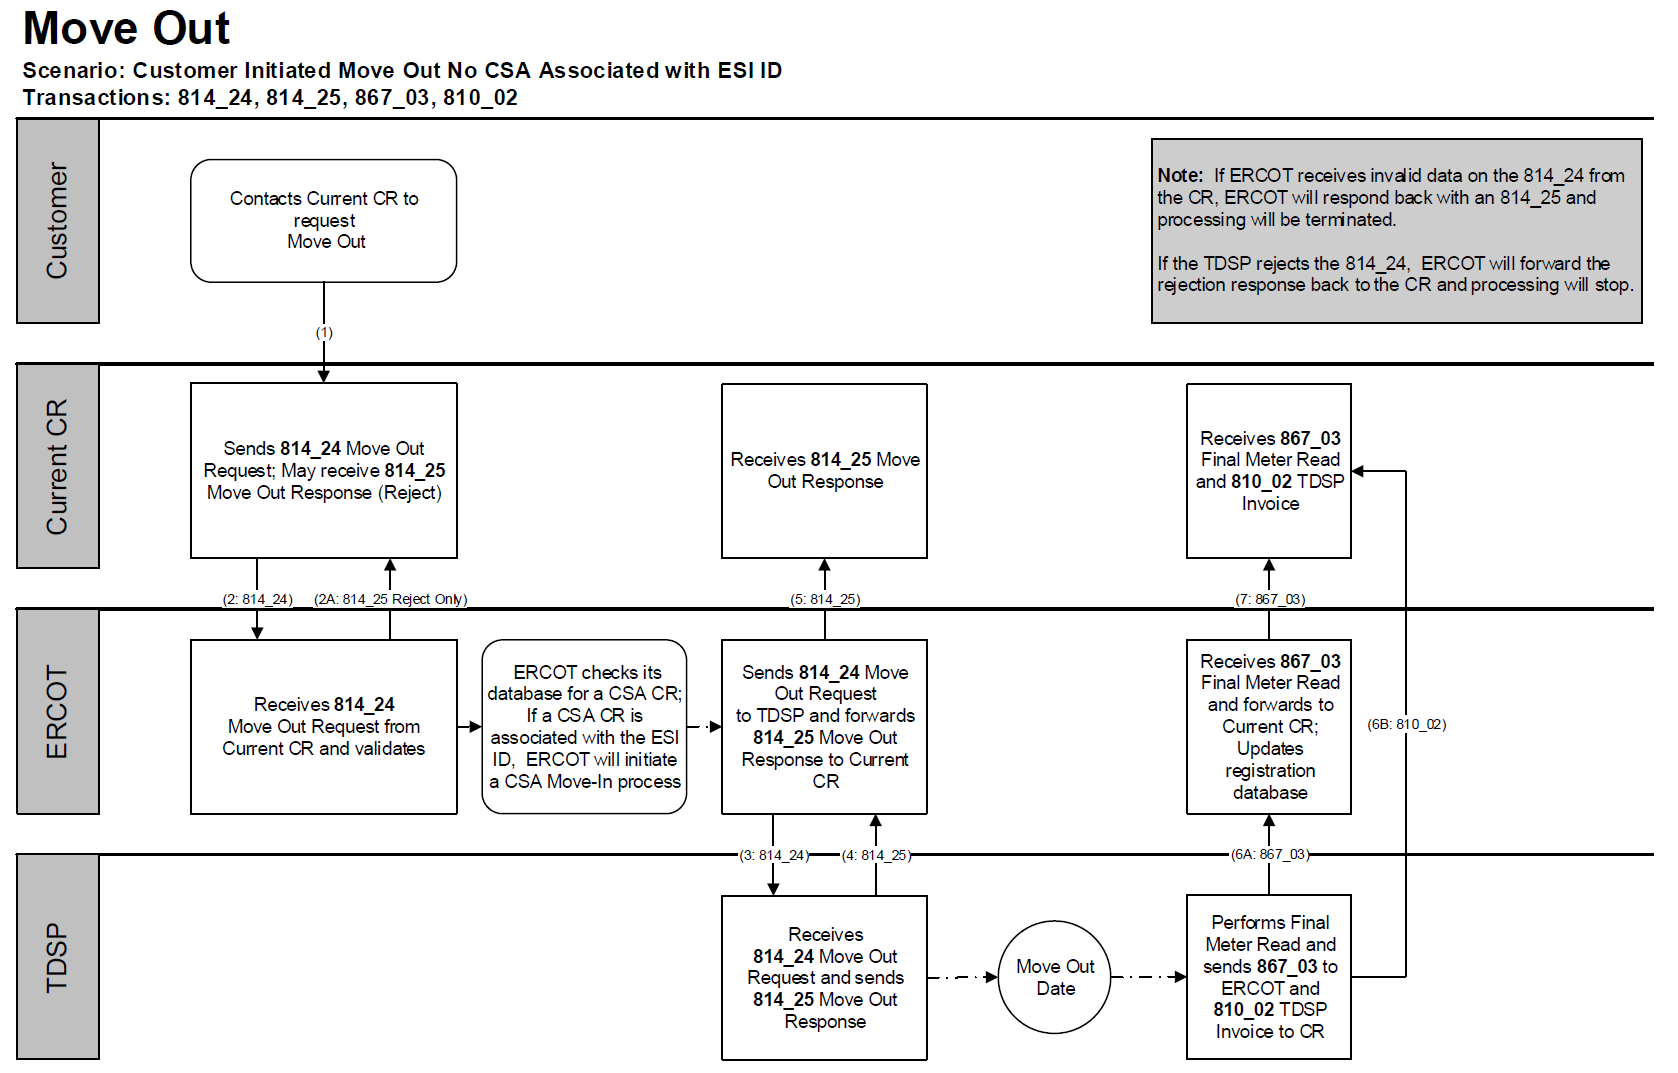 Move Out
Scenario: Customer Initiated Move Out No CSA Associated with ESI ID
Transactions: 814_24, 814_25, 867_03, 810_02
Customer
Contacts Current CR to
request
Move Out
Note: If ERCOT receives invalid data on the 814_24 from
the CR, ERCOT will respond back with an 814_25 and
processing will be terminated.
If the TDSP rejects the 814_24, ERCOT will forward the
rejection response back to the CR and processing will stop.
(1)
Current CR
Sends 814_24 Move Out
Request; May receive 814_25
Move Out Response (Reject)
Receives 814_25 Move
Out Response
Receives 867_03
Final Meter Read
and 810_02 TDSP
Invoice
(2: 814_24)
(2A: 814_25 Reject Only)
(5: 814_25)
(7: 867_03)
ERCOT
Receives 814_24
Move Out Request from
Current CR and validates
ERCOT checks its
database for a CSA CR;
If a CSA CR is
associated with the ESI
ID, ERCOT will initiate
a CSA Move-In process
Sends 814_24 Move
Out Request
to TDSP and forwards
814_25 Move Out
Response to Current
CR
Receives 867_03
Final Meter Read
and forwards to
Current CR;
Updates
registration
database
(6B: 810_02)
(3: 814_24)
(4: 814_25)
(6A: 867_03)
TDSP
Receives
814_24 Move Out
Request and sends
814_25 Move Out
Response
Move Out
Date
Performs Final
Meter Read and
sends 867_03 to
ERCOT and
810_02 TDSP
Invoice to CR